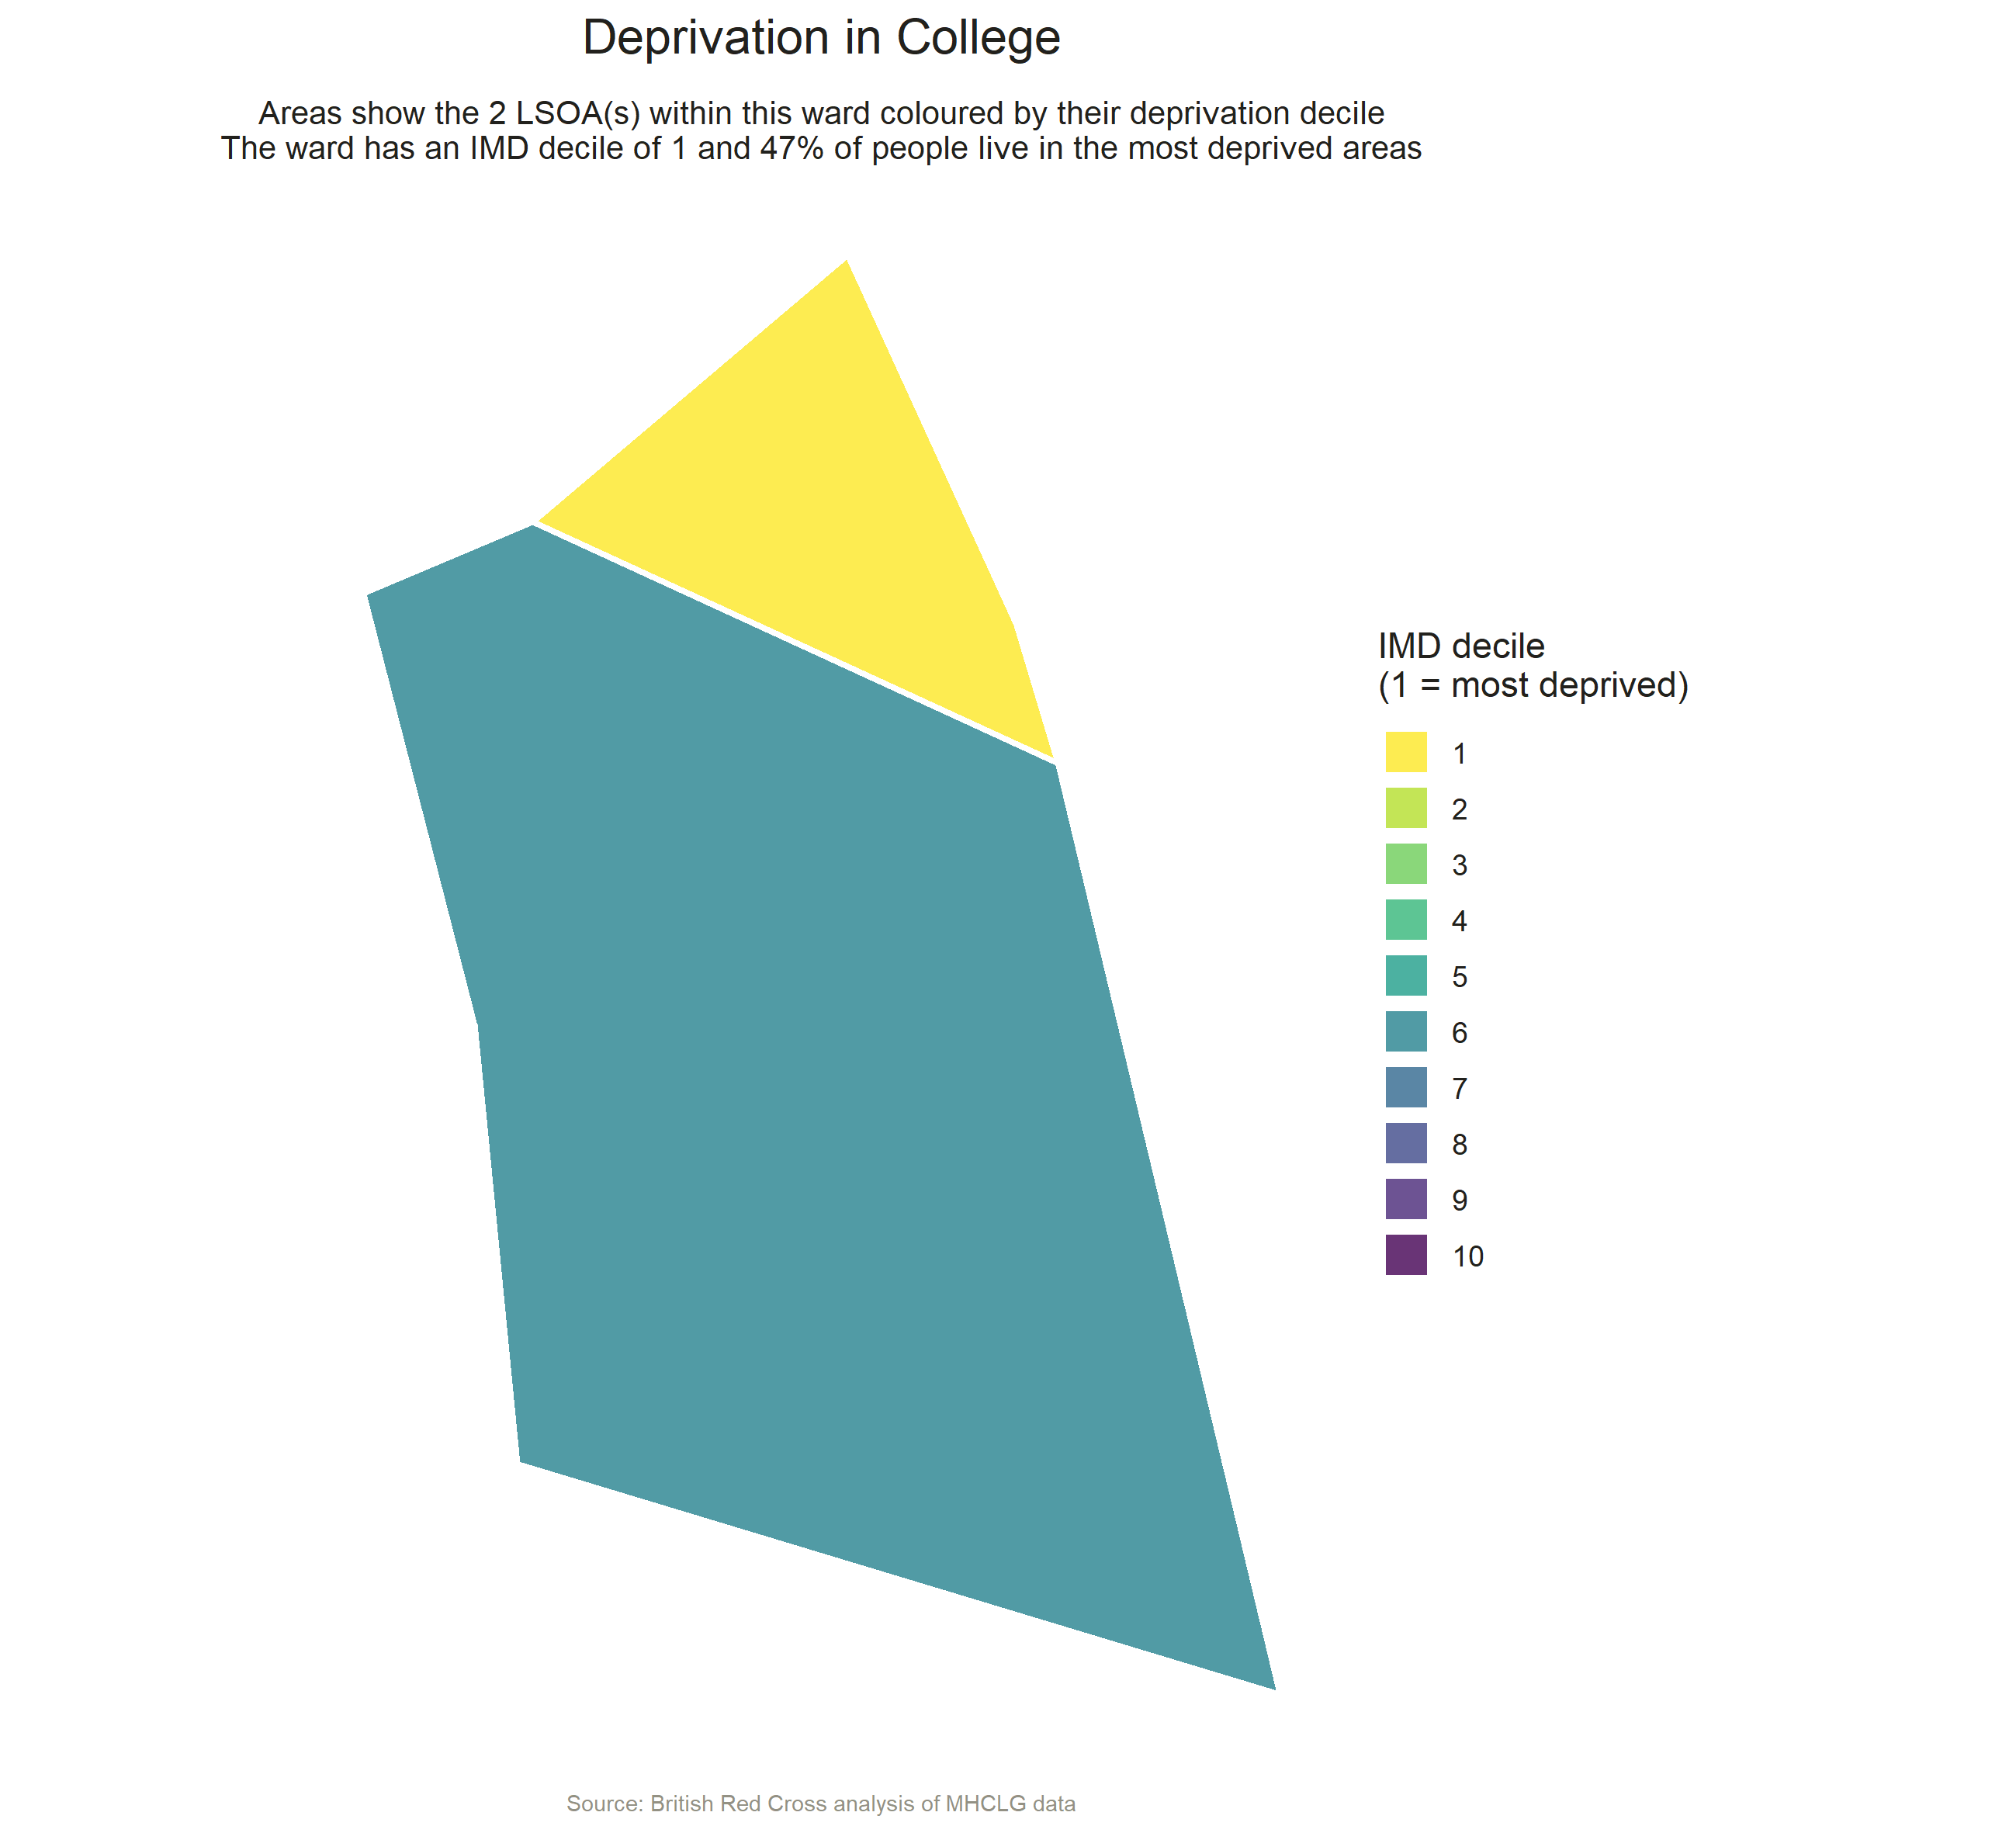 Deprivation in College
Areas show the 2 LSOA(s) within this ward coloured by their deprivation decile
The ward has an IMD decile of 1 and 47% of people live in the most deprived areas
IMD decile
(1 = most deprived)
1
2
3
4
5
6
7
8
9
10
Source: British Red Cross analysis of MHCLG data